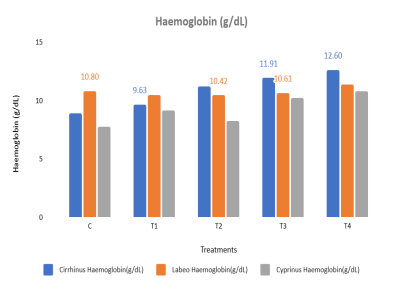 Haemoglobin (g/dL)
15
12.60
11.91
10.80
10.42
10.61
9.63
10
Haemoglobin (g/dL)
5
0
C T1 T2 T3 T4
Treatments
Cirrhinus Haemoglobin(g/dL) Labeo Haemoglobin(g/dL) Cyprinus Haemoglobin(g/dL)